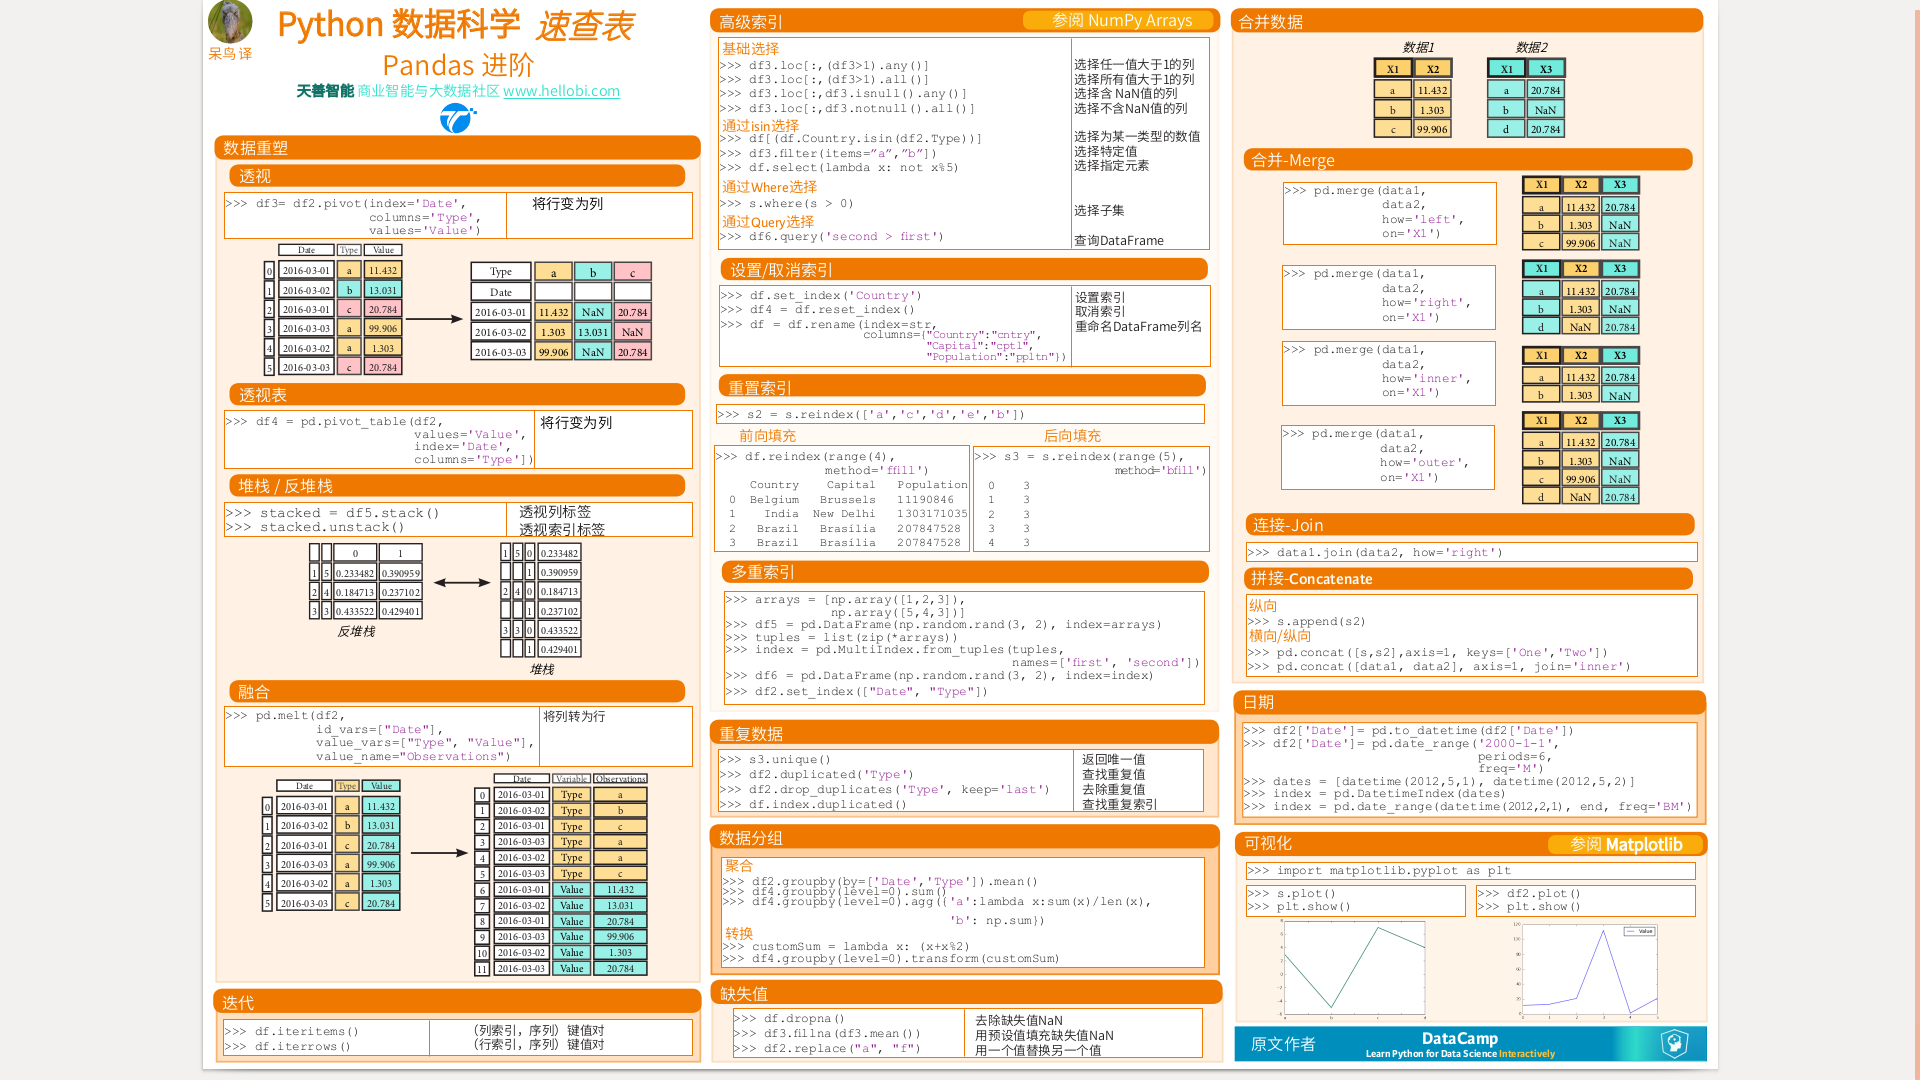 呆鸟 译
Python 数据科学 速查表
Pandas 进阶
天善智能 商业智能与大数据社区 www.hellobi.com
数据重塑
透视
>>> df3= df2.pivot(index='Date',
columns='Type',
values='Value')
将行变为列
Date Type Value
0 2016-03-01 a 11.432
1 2016-03-02 b 13.031
2 2016-03-01 c 20.784
3 2016-03-03 a 99.906
4 2016-03-02 a 1.303
5 2016-03-03 c 20.784
Type a b c
Date
2016-03-01 11.432 NaN 20.784
2016-03-02 1.303 13.031 NaN
2016-03-03 99.906 NaN 20.784
透视表
>>> df4 = pd.pivot_table(df2,
values='Value',
index='Date',
columns='Type'])
将行变为列
堆栈 / 反堆栈
>>> stacked = df5.stack()
>>> stacked.unstack()
透视列标签
透视索引标签
0 1
1 5 0.233482 0.390959
2 4 0.184713 0.237102
3 3 0.433522 0.429401
反堆栈
1 5 0 0.233482
1 0.390959
2 4 0 0.184713
1 0.237102
3 3 0 0.433522
1 0.429401
堆栈
融合
>>> pd.melt(df2,
id_vars=["Date"],
value_vars=["Type", "Value"],
value_name="Observations")
将列转为行
Date Type Value
0 2016-03-01 a 11.432
1 2016-03-02 b 13.031
2 2016-03-01 c 20.784
3 2016-03-03 a 99.906
4 2016-03-02 a 1.303
5 2016-03-03 c 20.784
Date Variable Observations
0 2016-03-01 Type a
1 2016-03-02 Type b
2 2016-03-01 Type c
3 2016-03-03 Type a
4 2016-03-02 Type a
5 2016-03-03 Type c
6 2016-03-01 Value 11.432
7 2016-03-02 Value 13.031
8 2016-03-01 Value 20.784
9 2016-03-03 Value 99.906
10 2016-03-02 Value 1.303
11 2016-03-03 Value 20.784
迭代
>>> df.iteritems()
>>> df.iterrows()
（列索引，序列）键值对
（行索引，序列）键值对
高级索引
参阅 NumPy Arrays
基础选择
>>> df3.loc[:,(df3>1).any()]
>>> df3.loc[:,(df3>1).all()]
>>> df3.loc[:,df3.isnull().any()]
>>> df3.loc[:,df3.notnull().all()]
选择任一值大于1的列
选择所有值大于1的列
选择含 NaN值的列
选择不含NaN值的列
通过isin选择
>>> df[(df.Country.isin(df2.Type))]
>>> df3.filter(items=”a”,”b”])
>>> df.select(lambda x: not x%5)
选择为某一类型的数值
选择特定值
选择指定元素
通过Where选择
>>> s.where(s > 0)
选择子集
通过Query选择
>>> df6.query('second > first')
查询DataFrame
设置/取消索引
>>> df.set_index('Country')
>>> df4 = df.reset_index()
>>> df = df.rename(index=str,
columns={"Country":"cntry",
"Capital":"cptl",
"Population":"ppltn"})
设置索引
取消索引
重命名DataFrame列名
重置索引
>>> s2 = s.reindex(['a','c','d','e','b'])
前向填充
>>> df.reindex(range(4),
method='ffill')
Country Capital Population
0 Belgium Brussels 11190846
1 India New Delhi 1303171035
2 Brazil Brasilia 207847528
3 Brazil Brasilia 207847528
后向填充
>>> s3 = s.reindex(range(5),
method='bfill')
0 3
1 3
2 3
3 3
4 3
多重索引
>>> arrays = [np.array([1,2,3]),
np.array([5,4,3])]
>>> df5 = pd.DataFrame(np.random.rand(3, 2), index=arrays)
>>> tuples = list(zip(*arrays))
>>> index = pd.MultiIndex.from_tuples(tuples,
names=['first', 'second'])
>>> df6 = pd.DataFrame(np.random.rand(3, 2), index=index)
>>> df2.set_index(["Date", "Type"])
重复数据
>>> s3.unique()
>>> df2.duplicated('Type')
>>> df2.drop_duplicates('Type', keep='last')
>>> df.index.duplicated()
返回唯一值
查找重复值
去除重复值
查找重复索引
数据分组
聚合
>>> df2.groupby(by=['Date','Type']).mean()
>>> df4.groupby(level=0).sum()
>>> df4.groupby(level=0).agg({'a':lambda x:sum(x)/len(x),
'b': np.sum})
转换
>>> customSum = lambda x: (x+x%2)
>>> df4.groupby(level=0).transform(customSum)
缺失值
>>> df.dropna()
>>> df3.fillna(df3.mean())
>>> df2.replace("a", "f")
去除缺失值NaN
用预设值填充缺失值NaN
用一个值替换另一个值
合并数据
数据1
X1 X2
a 11.432
b 1.303
c 99.906
数据2
X1 X3
a 20.784
b NaN
d 20.784
合并-Merge
>>> pd.merge(data1,
data2,
how='left',
on='X1')
X1 X2 X3
a 11.432 20.784
b 1.303 NaN
c 99.906 NaN
>>> pd.merge(data1,
data2,
how='right',
on='X1')
X1 X2 X3
a 11.432 20.784
b 1.303 NaN
d NaN 20.784
>>> pd.merge(data1,
data2,
how='inner',
on='X1')
X1 X2 X3
a 11.432 20.784
b 1.303 NaN
>>> pd.merge(data1,
data2,
how='outer',
on='X1')
X1 X2 X3
a 11.432 20.784
b 1.303 NaN
c 99.906 NaN
d NaN 20.784
连接-Join
>>> data1.join(data2, how='right')
拼接-Concatenate
纵向
>>> s.append(s2)
横向/纵向
>>> pd.concat([s,s2],axis=1, keys=['One','Two'])
>>> pd.concat([data1, data2], axis=1, join='inner')
日期
>>> df2['Date']= pd.to_datetime(df2['Date'])
>>> df2['Date']= pd.date_range('2000-1-1',
periods=6,
freq='M')
>>> dates = [datetime(2012,5,1), datetime(2012,5,2)]
>>> index = pd.DatetimeIndex(dates)
>>> index = pd.date_range(datetime(2012,2,1), end, freq='BM')
可视化
参阅 Matplotlib
>>> import matplotlib.pyplot as plt
>>> s.plot()
>>> plt.show()
>>> df2.plot()
>>> plt.show()
Value
原文作者
DataCamp
Learn Python for Data Science Interactively